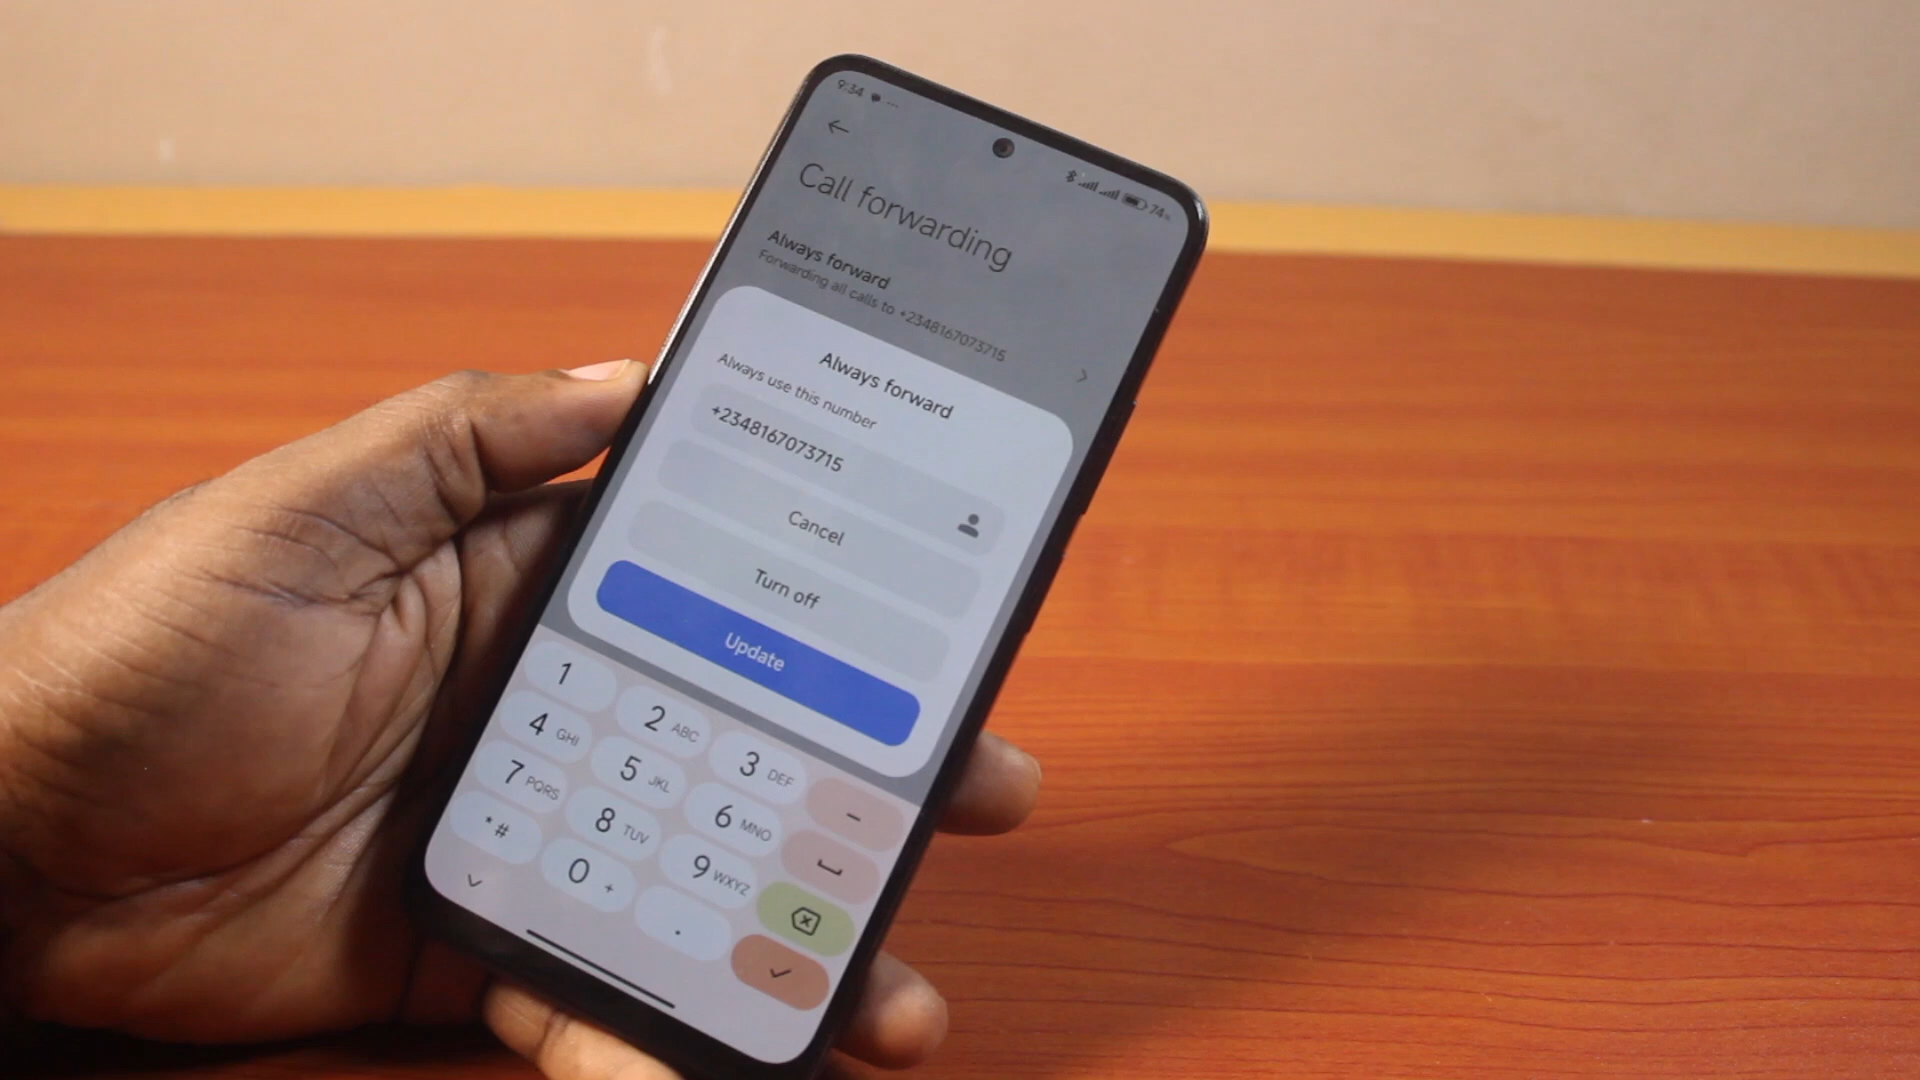 9:34
74%
Call forwarding
Always forward
Forwarding all calls to +2348167073715
Always forward
Always use this number
+2348167073715
Cancel
Turn off
Update
1
2 ABC
3 DEF
-
4 GHI
5 JKL
6 MNO
7 PQRS
8 TUV
9 WXYZ
*#
0 +
.